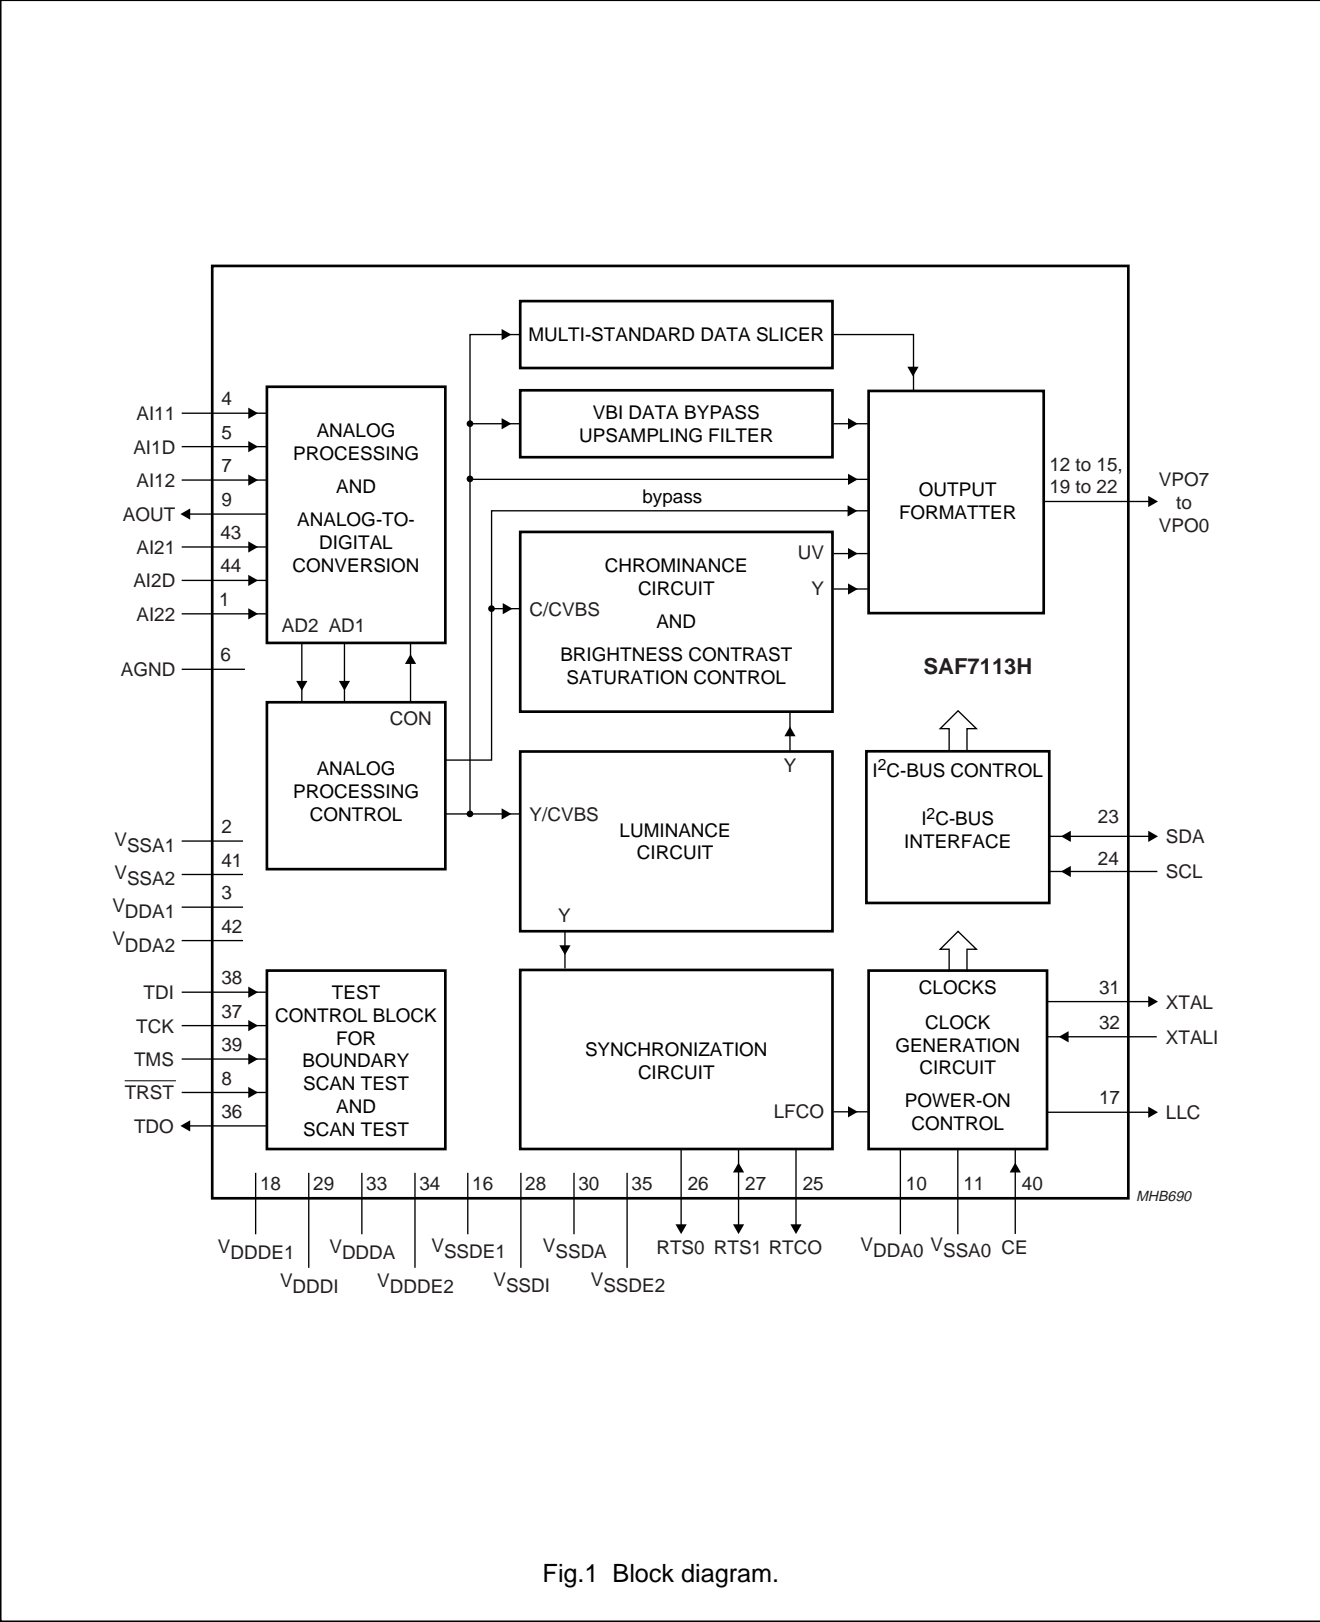 MULTI-STANDARD DATA SLICER
VBI DATA BYPASS
UPSAMPLING FILTER
bypass
AI11
4
AI1D
5
AI12
7
AOUT
9
AI21
43
AI2D
44
AI22
1
AGND
6
ANALOG
PROCESSING
AND
ANALOG-TO-
DIGITAL
CONVERSION
AD2 AD1
CON
ANALOG
PROCESSING
CONTROL
CHROMINANCE
CIRCUIT
AND
BRIGHTNESS CONTRAST
SATURATION CONTROL
C/CVBS
UV
Y
OUTPUT
FORMATTER
12 to 15,
19 to 22
VPO7
to
VPO0
SAF7113H
Y
Y/CVBS
LUMINANCE
CIRCUIT
Y
I²C-BUS CONTROL
I²C-BUS
INTERFACE
23
SDA
24
SCL
VSSA1
2
VSSA2
41
VDDA1
3
VDDA2
42
TDI
38
TCK
37
TMS
39
TRST
8
TDO
36
TEST
CONTROL BLOCK
FOR
BOUNDARY
SCAN TEST
AND
SCAN TEST
SYNCHRONIZATION
CIRCUIT
LFCO
CLOCKS
CLOCK
GENERATION
CIRCUIT
POWER-ON
CONTROL
31
XTAL
32
XTALI
17
LLC
18 29 33 34 16 28 30 35 26 27 25 10 11 40
MHB690
VDDDE1 VDDDA VSSDE1 VSSDA RTS0 RTS1 RTCO VDDA0 VSSA0 CE
VDDDI VDDDE2 VSSDI VSSDE2
Fig.1 Block diagram.